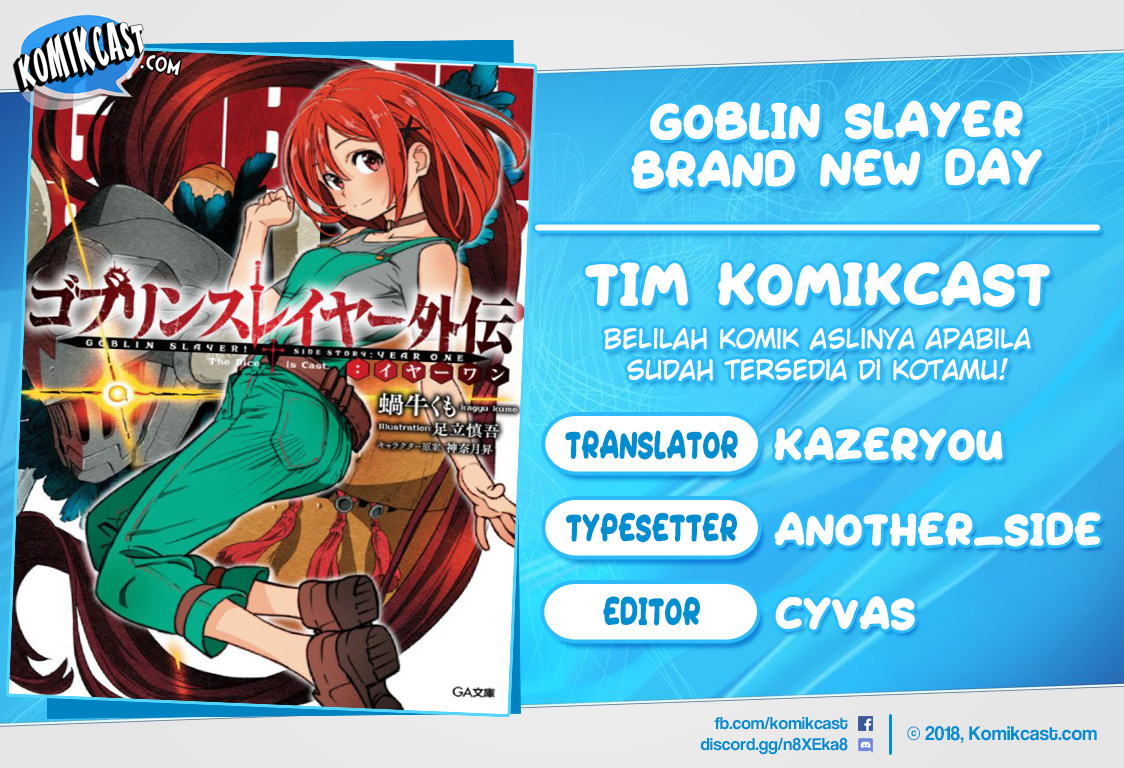 KOMIKCAST
.COM
ゴブリンスレイヤー外伝
GOBLIN SLAYER!
SIDE STORY: YEAR ONE
The Dice is Cast.
:イヤーワン
蝸牛くも kagyu kumo
Illustration 足立慎吾
キャラクター原案 神奈月昇
GA文庫
GOBLIN SLAYER
BRAND NEW DAY
TIM KOMIKCAST
BELILAH KOMIK ASLINYA APABILA
SUDAH TERSEDIA DI KOTAMU!
TRANSLATOR KAZERYOU
TYPESETTER ANOTHER_SIDE
EDITOR CYVAS
fb.com/komikcast
discord.gg/n8XEka8
© 2018, Komikcast.com